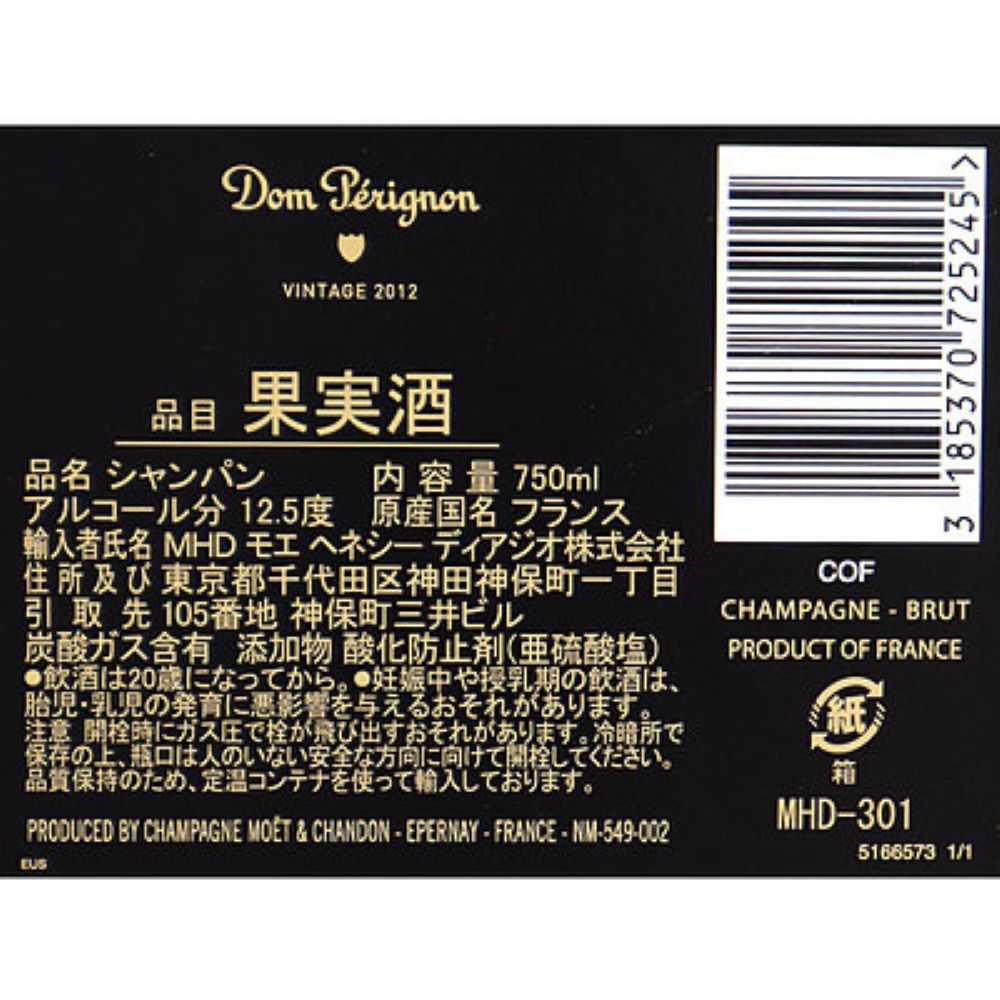 Dom Pérignon
VINTAGE 2012
品目 果実酒
品名 シャンパン 内容量 750ml
アルコール分 12.5度 原産国名 フランス
輸入者氏名 MHD モエ ヘネシー ディアジオ株式会社
住所及び 東京都千代田区神田神保町一丁目
引取先 105番地 神保町三井ビル
炭酸ガス含有 添加物 酸化防止剤(亜硫酸塩)
●飲酒は20歳になってから。●妊娠中や授乳期の飲酒は、
胎児・乳児の発育に悪影響を与えるおそれがあります。
注意 開栓時にガス圧で栓が飛び出すおそれがあります。冷暗所で
保存の上、瓶口は人のいない安全な方向に向けて開栓してください。
品質保持のため、定温コンテナを使って輸入しております。
PRODUCED BY CHAMPAGNE MOËT & CHANDON - EPERNAY - FRANCE - NM-549-002
EUS
3 185370 725245 >
COF
CHAMPAGNE - BRUT
PRODUCT OF FRANCE
紙
箱
MHD-301
5166573 1/1